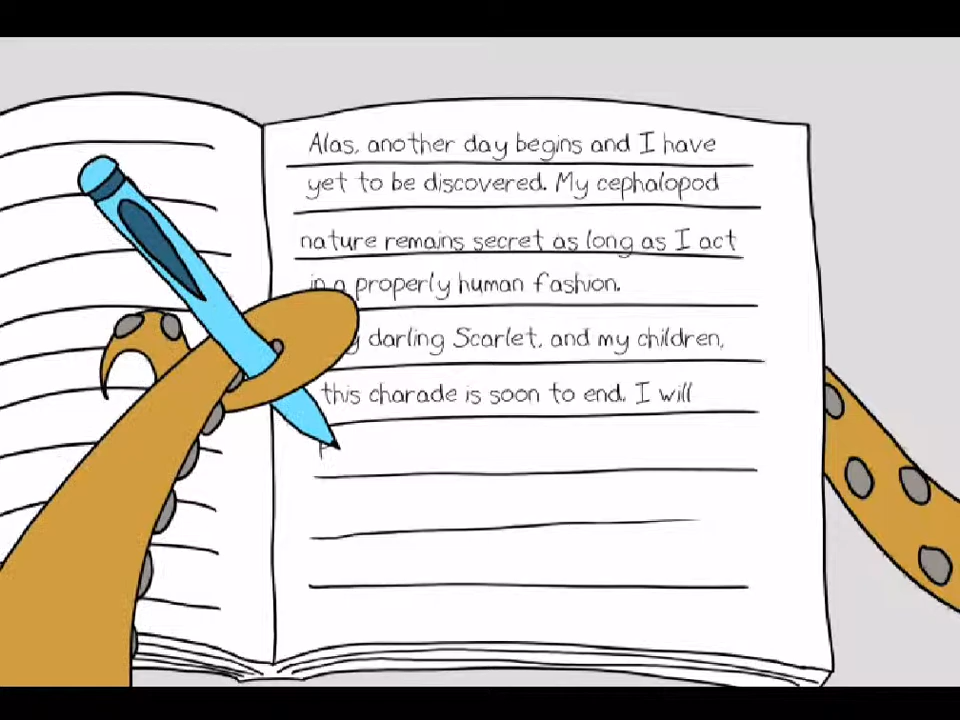 Alas, another day begins and I have
yet to be discovered. My cephalopod
nature remains secret as long as I act
in a properly human fashion.
darling Scarlet, and my children,
this charade is soon to end. I will